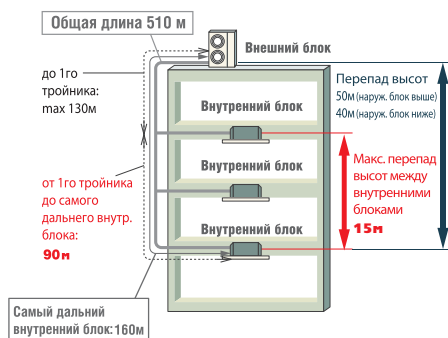 Общая длина 510 м
Внешний блок
до 1го
тройника:
max 130м
Перепад высот
50м (наруж. блок выше)
40м (наруж. блок ниже)
Внутренний блок
Внутренний блок
Внутренний блок
Макс. перепад
высот между
внутренними
блоками
15м
от 1го тройника
до самого
дальнего внутр.
блока:
90м
Самый дальний
внутренний блок: 160м